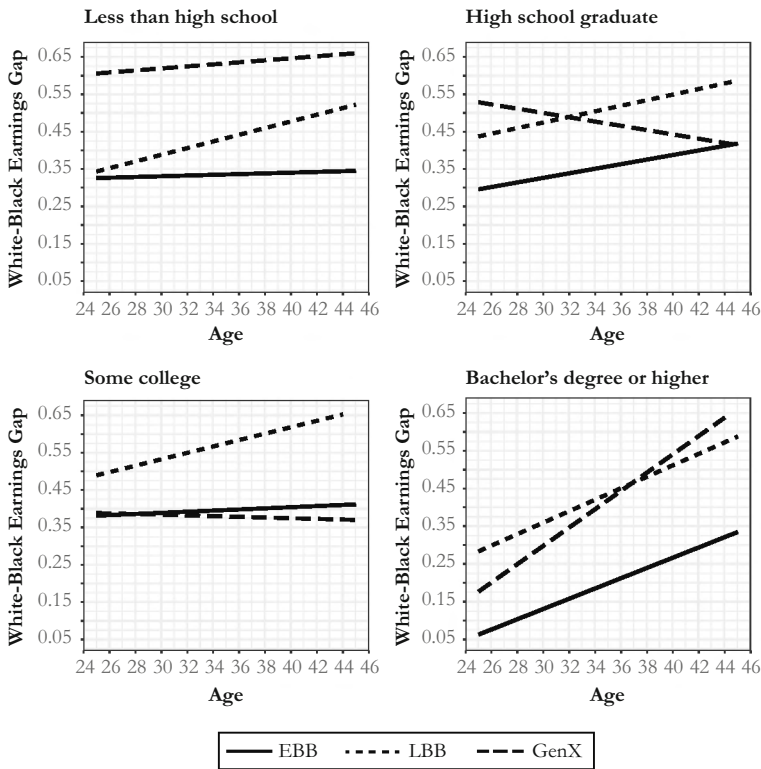 Less than high school
High school graduate
White-Black Earnings Gap
0.65
0.55
0.45
0.35
0.25
0.15
0.05
24 26 28 30 32 34 36 38 40 42 44 46
Age
White-Black Earnings Gap
0.65
0.55
0.45
0.35
0.25
0.15
0.05
24 26 28 30 32 34 36 38 40 42 44 46
Age
Some college
Bachelor's degree or higher
White-Black Earnings Gap
0.65
0.55
0.45
0.35
0.25
0.15
0.05
24 26 28 30 32 34 36 38 40 42 44 46
Age
White-Black Earnings Gap
0.65
0.55
0.45
0.35
0.25
0.15
0.05
24 26 28 30 32 34 36 38 40 42 44 46
Age
EBB LBB GenX